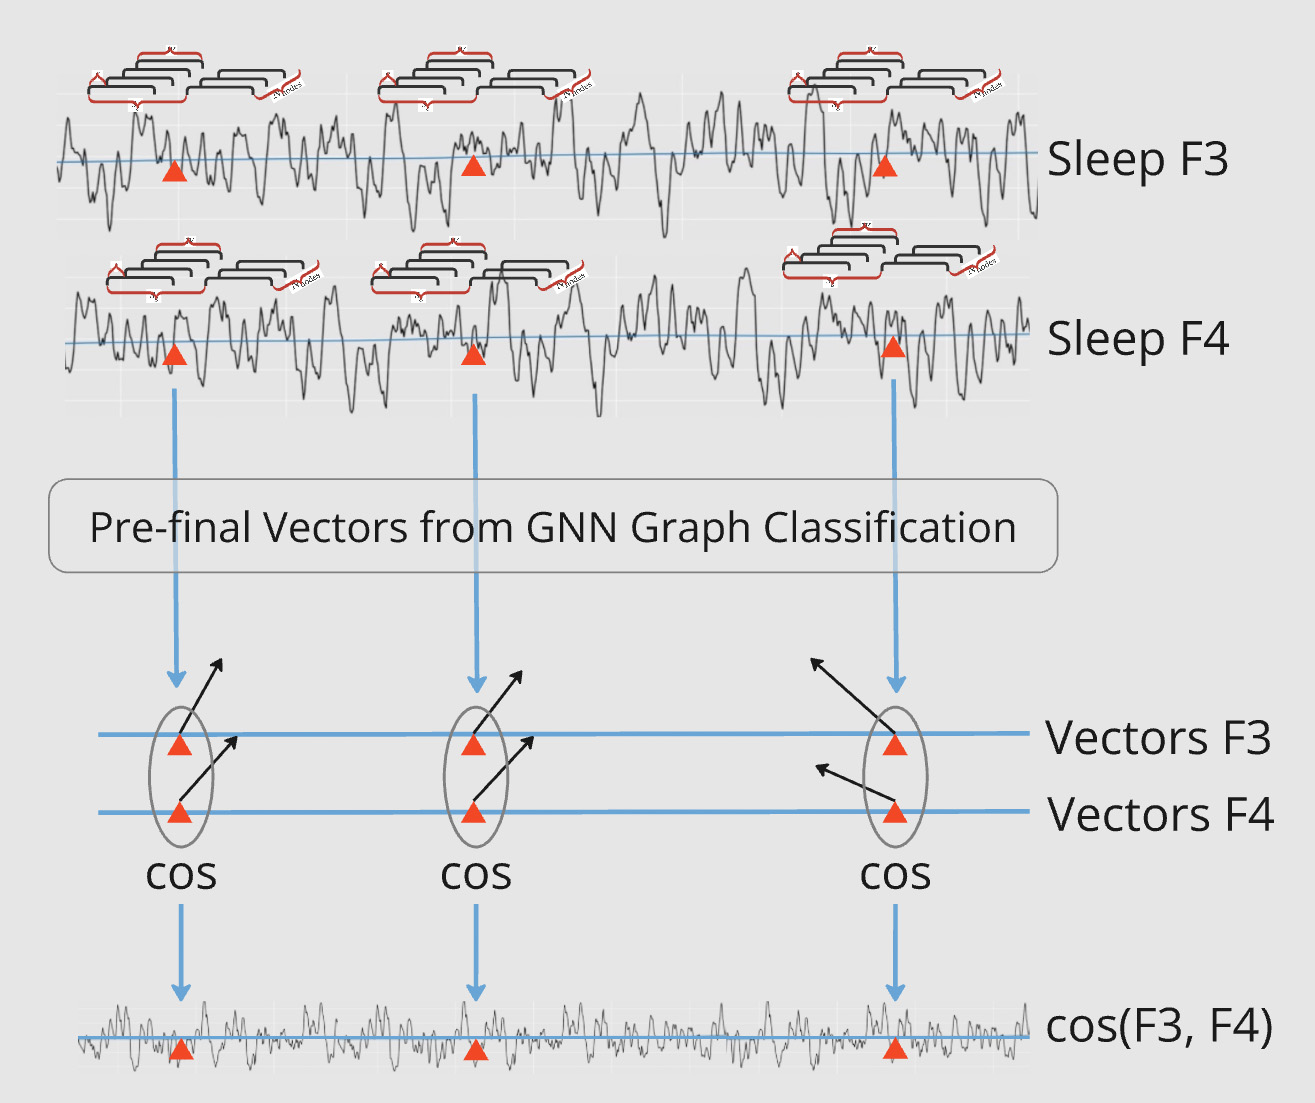 Sleep F3
Sleep F4
Pre-final Vectors from GNN Graph Classification
Vectors F3
Vectors F4
cos cos cos
cos(F3, F4)